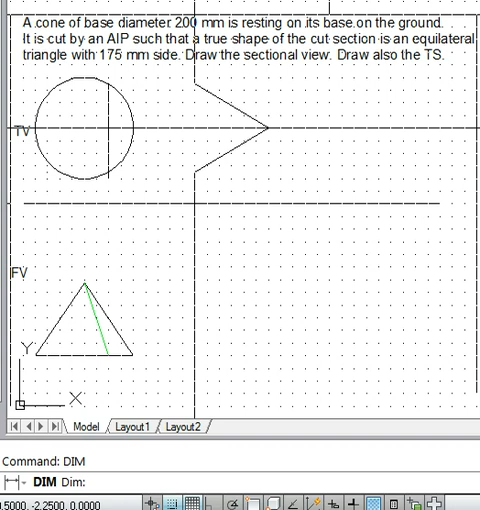 A cone of base diameter 200 mm is resting on its base on the ground.
It is cut by an AIP such that a true shape of the cut section is an equilateral
triangle with 175 mm side. Draw the sectional view. Draw also the TS.
TV
FV
Y
X
Model Layout1 Layout2
Command: DIM
DIM Dim:
.5000, -2.2500, 0.0000